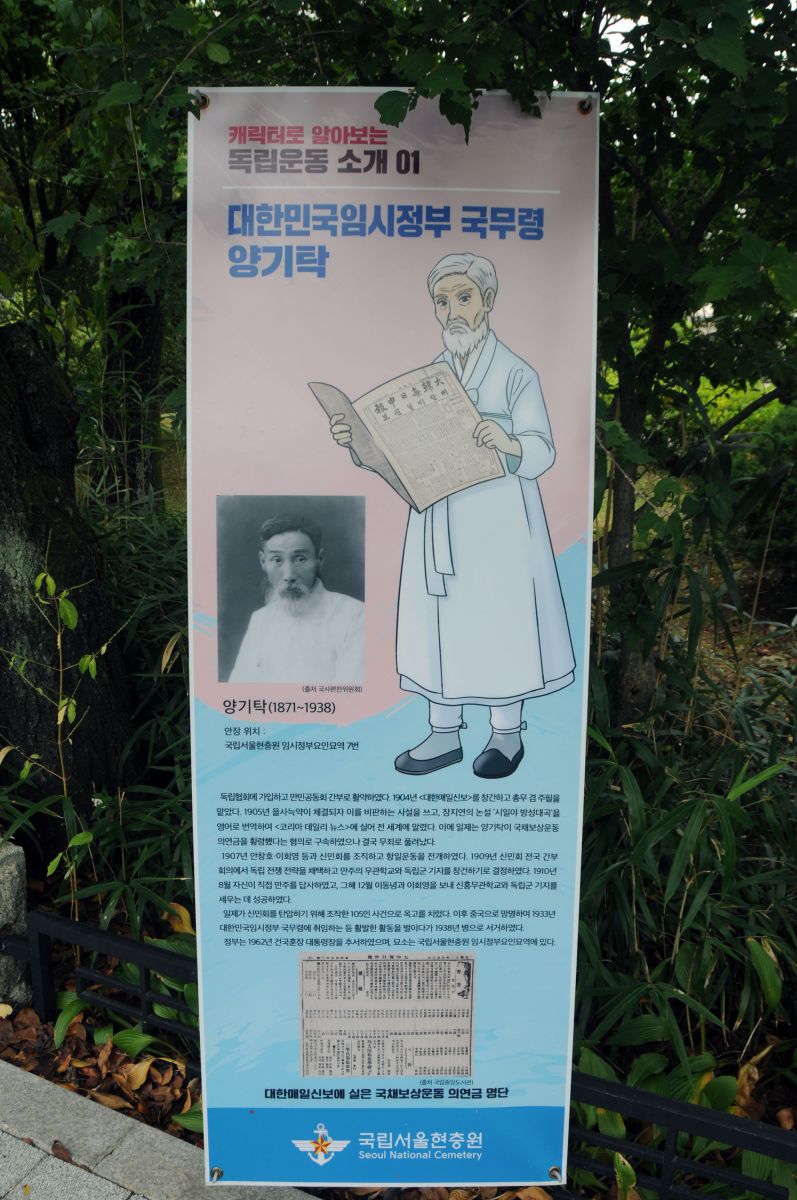 캐릭터로 알아보는
독립운동 소개 01
대한민국임시정부 국무령
양기탁
大韓每日申報
대한매일신보
(출처 국사편찬위원회)
양기탁(1871~1938)
안장 위치 :
국립서울현충원 임시정부요인묘역 7번
독립협회에 가입하고 만민공동회 간부로 활약하였다. 1904년 <대한매일신보>를 창간하고 총무 겸 주필을
맡았다. 1905년 을사늑약이 체결되자 이를 비판하는 사설을 쓰고, 장지연의 논설 '시일야 방성대곡'을
영어로 번역하여 <코리아 데일리 뉴스>에 실어 전 세계에 알렸다. 이에 일제는 양기탁이 국채보상운동
의연금을 횡령했다는 혐의로 구속하였으나 결국 무죄로 풀려났다.
1907년 안창호·이회영 등과 신민회를 조직하고 항일운동을 전개하였다. 1909년 신민회 전국 간부
회의에서 독립 전쟁 전략을 채택하고 만주의 무관학교와 독립군 기지를 창건하기로 결정하였다. 1910년
8월 자신이 직접 만주를 답사하였고, 그해 12월 이동녕과 이회영을 보내 신흥무관학교와 독립군 기지를
세우는 데 성공하였다.
일제가 신민회를 탄압하기 위해 조작한 105인 사건으로 옥고를 치렀다. 이후 중국으로 망명하여 1933년
대한민국임시정부 국무령에 취임하는 등 활발한 활동을 벌이다가 1938년 병으로 서거하였다.
정부는 1962년 건국훈장 대통령장을 추서하였으며, 묘소는 국립서울현충원 임시정부요인묘역에 있다.
(출처 국립중앙도서관)
대한매일신보에 실은 국채보상운동 의연금 명단
국립서울현충원
Seoul National Cemetery